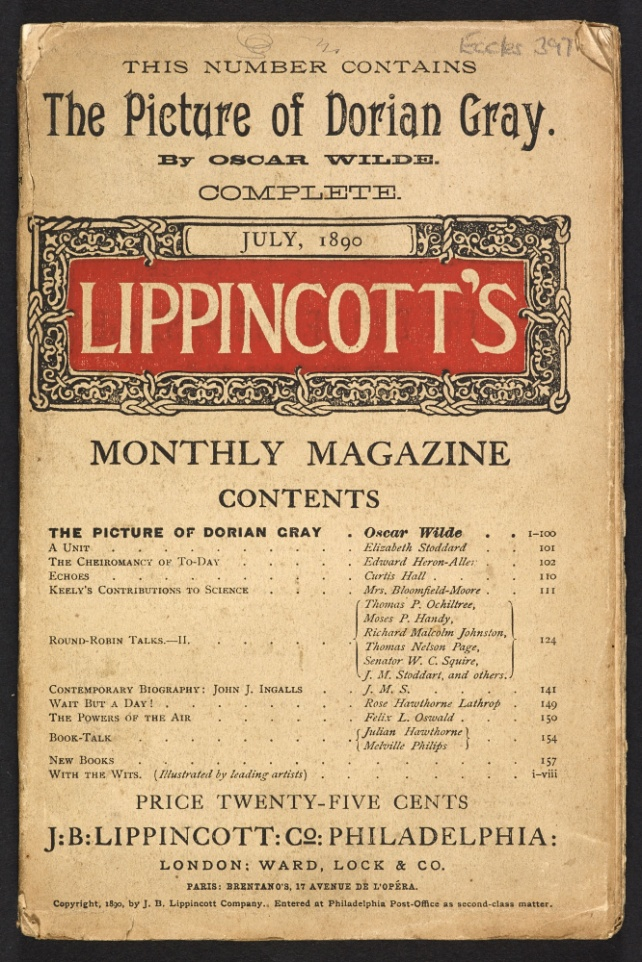 Eccles 397
THIS NUMBER CONTAINS
The Picture of Dorian Gray.
By OSCAR WILDE.
COMPLETE.
JULY, 1890
LIPPINCOTT'S
MONTHLY MAGAZINE
CONTENTS
THE PICTURE OF DORIAN GRAY . Oscar Wilde . . 1-100
A UNIT . . . . . . . . . Elizabeth Stoddard . 101
THE CHEIROMANCY OF TO-DAY . . . . . Edward Heron-Allen . 102
ECHOES . . . . . . . . . Curtis Hall . . . 110
KEELY'S CONTRIBUTIONS TO SCIENCE . . . . Mrs. Bloomfield-Moore . 111
Thomas P. Ochiltree,
Moses P. Handy,
Richard Malcolm Johnston,
ROUND-ROBIN TALKS.—II. . . . . . . Thomas Nelson Page, 124
Senator W. C. Squire,
J. M. Stoddart, and others.
CONTEMPORARY BIOGRAPHY: JOHN J. INGALLS . J. M. S. . . . . 141
WAIT BUT A DAY! . . . . . . . Rose Hawthorne Lathrop . 149
THE POWERS OF THE AIR . . . . . . Felix L. Oswald . . 150
BOOK-TALK . . . . . . . . Julian Hawthorne 154
Melville Philips
NEW BOOKS . . . . . . . . . . . . 157
WITH THE WITS. (Illustrated by leading artists) . . . . . . i-viii
PRICE TWENTY-FIVE CENTS
J:B:LIPPINCOTT:Co: PHILADELPHIA:
LONDON: WARD, LOCK & CO.
PARIS: BRENTANO'S, 17 AVENUE DE L'OPÉRA.
Copyright, 1890, by J. B. Lippincott Company. Entered at Philadelphia Post-Office as second-class matter.